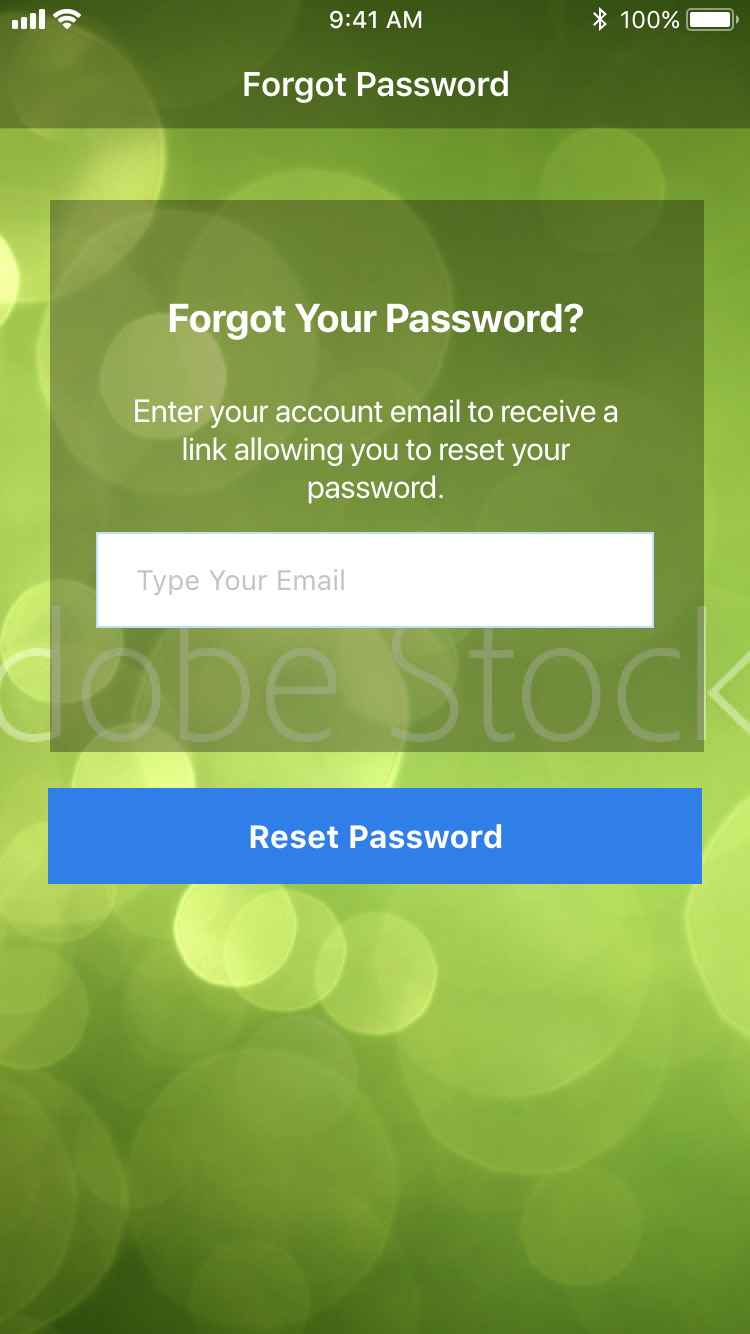 9:41 AM 100%
Forgot Password
Forgot Your Password?
Enter your account email to receive a
link allowing you to reset your
password.
Type Your Email
dobe Stock
Reset Password